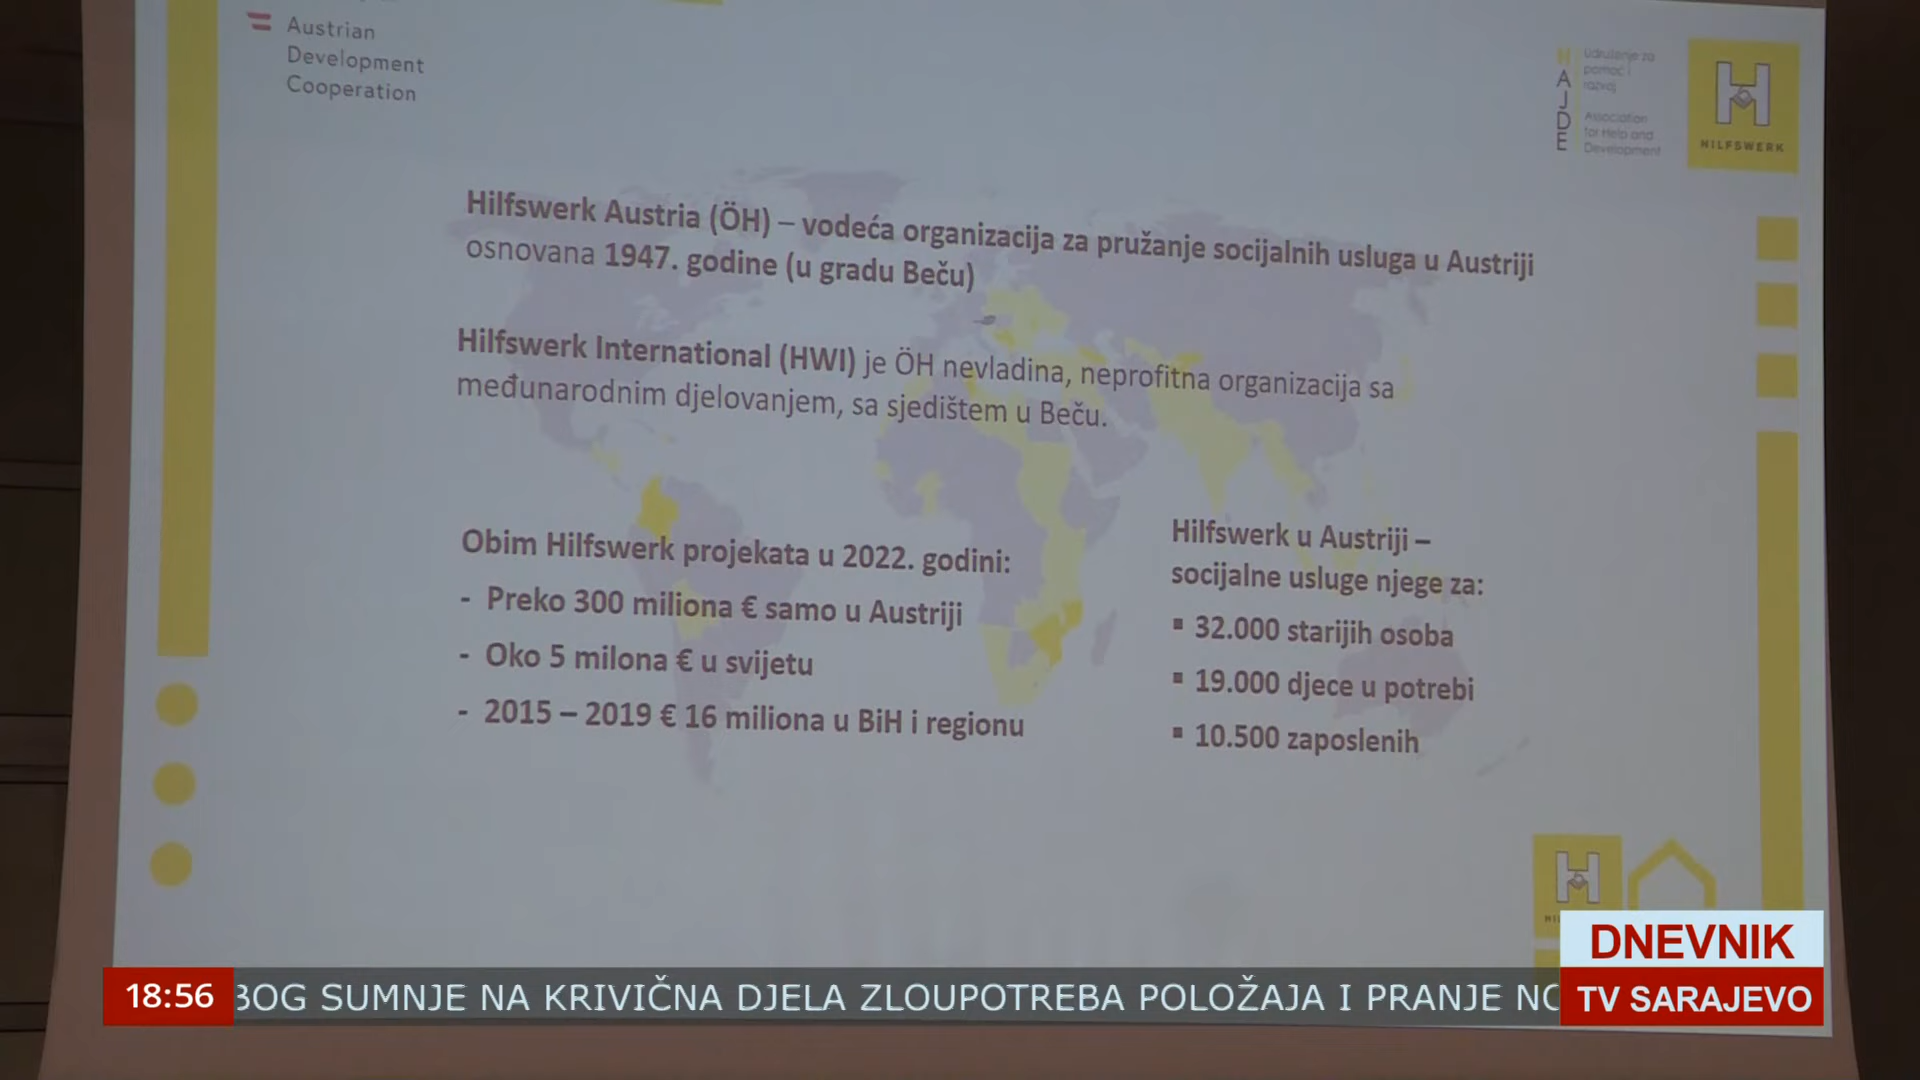 Austrian
Development
Cooperation
H
A
J
D
E
Udruženje za
pomoć i
razvoj
Association
for Help and
Development
HILFSWERK
Hilfswerk Austria (ÖH) – vodeća organizacija za pružanje socijalnih usluga u Austriji
osnovana 1947. godine (u gradu Beču)
Hilfswerk International (HWI) je ÖH nevladina, neprofitna organizacija sa
međunarodnim djelovanjem, sa sjedištem u Beču.
Obim Hilfswerk projekata u 2022. godini:
- Preko 300 miliona € samo u Austriji
- Oko 5 milona € u svijetu
- 2015 – 2019 € 16 miliona u BiH i regionu
Hilfswerk u Austriji –
socijalne usluge njege za:
▪ 32.000 starijih osoba
▪ 19.000 djece u potrebi
▪ 10.500 zaposlenih
H
DNEVNIK
TV SARAJEVO
18:56
BOG SUMNJE NA KRIVIČNA DJELA ZLOUPOTREBA POLOŽAJA I PRANJE